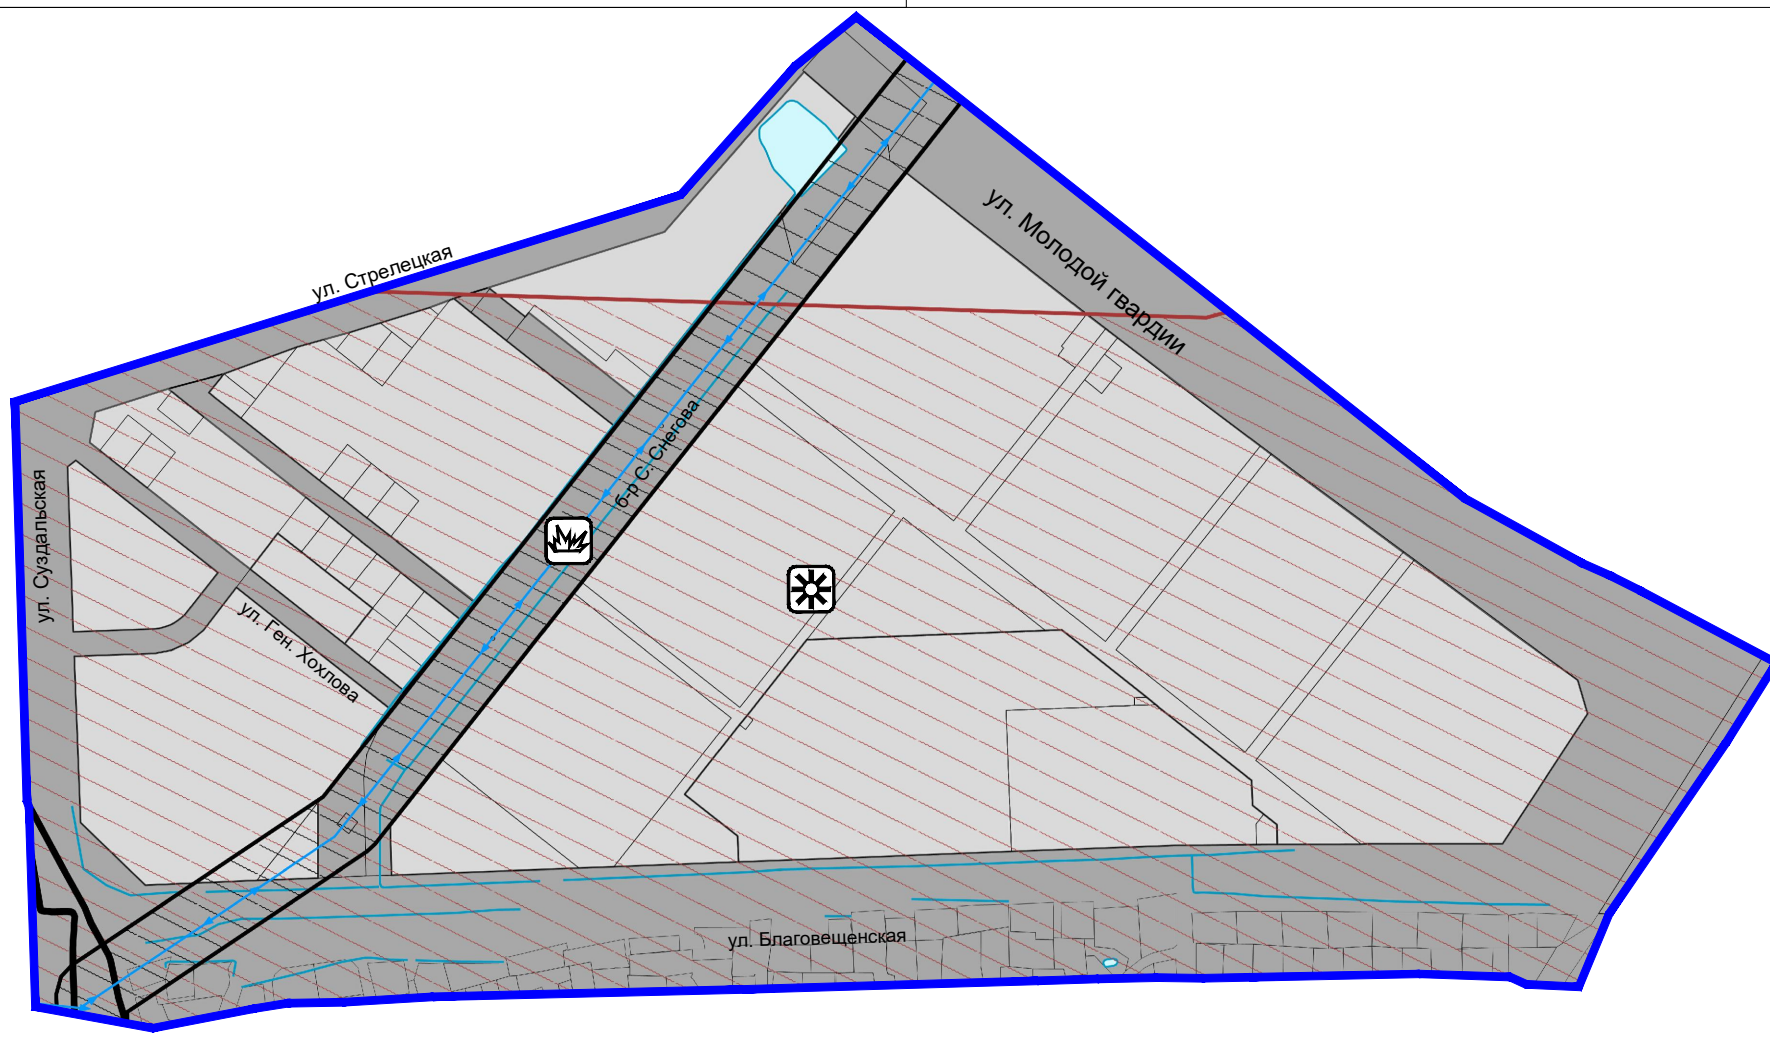 ул. Молодой гвардии
ул. Стрелецкая
б-р С. Снегова
ул. Суздальская
ул. Ген. Хохлова
ул. Благовещенская